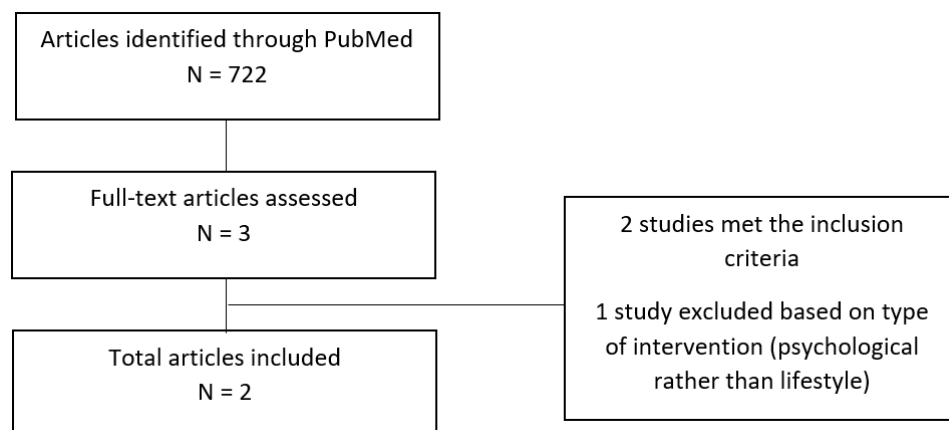 Articles identified through PubMed
N = 722
Full-text articles assessed
N = 3
2 studies met the inclusion
criteria
1 study excluded based on type
of intervention (psychological
rather than lifestyle)
Total articles included
N = 2